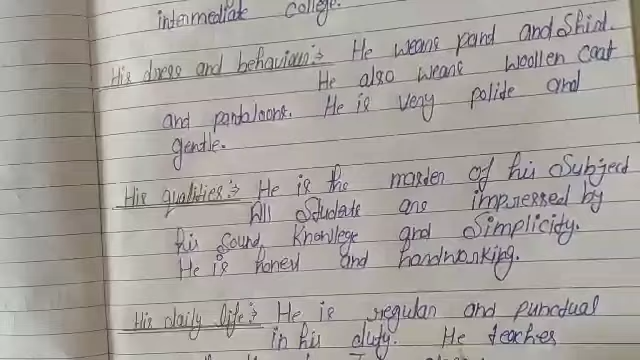 intermediate college.
His dress and behaviour :- He wears pand and Shirt.
He also wears woollen coat
and pantaloons. He is very polite and
gentle.
His qualities :- He is the master of his Subject
All Students are impressed by
his sound knowllege and Simplicity.
He is honest and hardworking.
His daily life :- He is regular and punctual
in his duty. He teaches